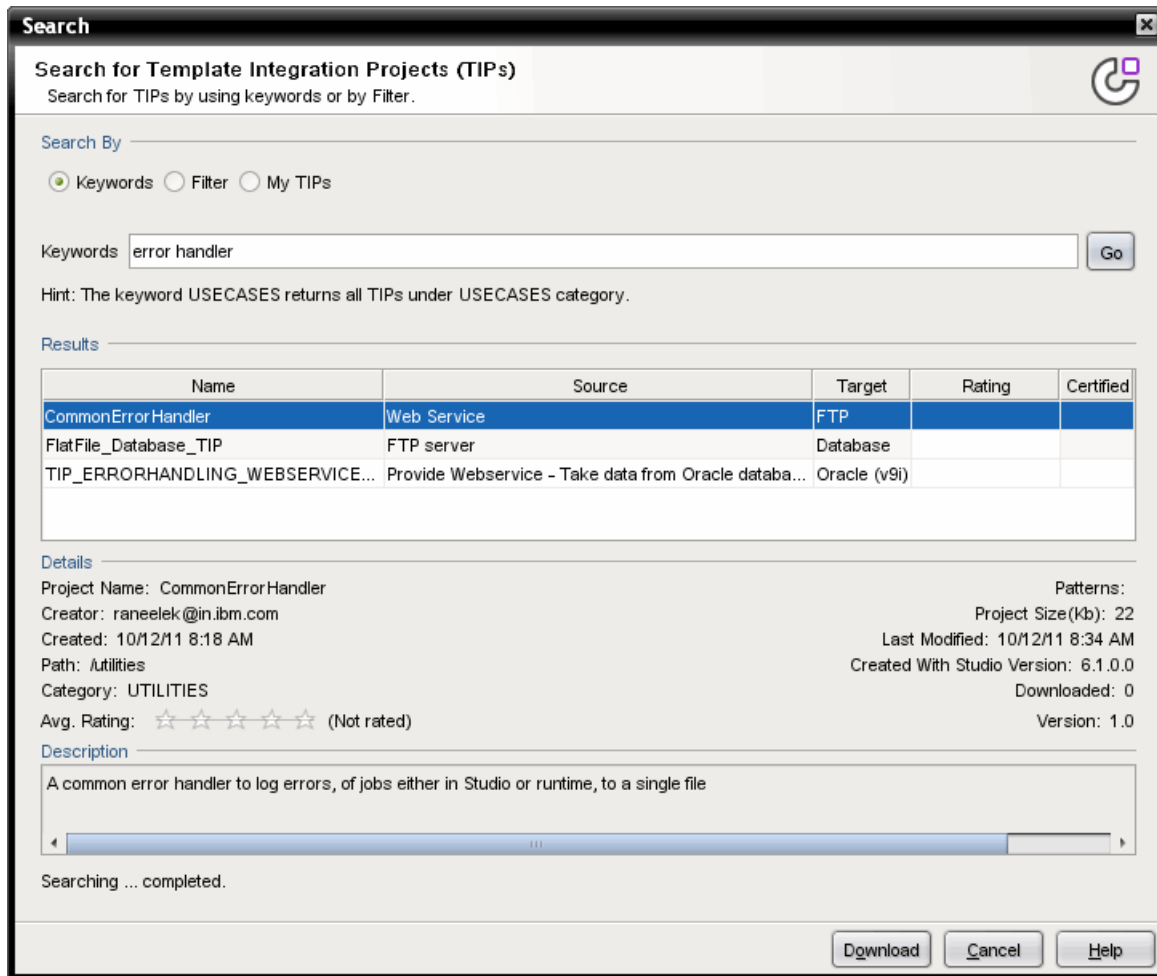 Search
Search for Template Integration Projects (TIPs)
Search for TIPs by using keywords or by Filter.
Search By
Keywords Filter My TIPs
Keywords error handler Go
Hint: The keyword USECASES returns all TIPs under USECASES category.
Results
Name Source Target Rating Certified
CommonErrorHandler Web Service FTP
FlatFile_Database_TIP FTP server Database
TIP_ERRORHANDLING_WEBSERVICE... Provide Webservice – Take data from Oracle databa... Oracle (v9i)
Details
Project Name: CommonErrorHandler Patterns:
Creator: raneelek@in.ibm.com Project Size(Kb): 22
Created: 10/12/11 8:18 AM Last Modified: 10/12/11 8:34 AM
Path: /utilities Created With Studio Version: 6.1.0.0
Category: UTILITIES Downloaded: 0
Avg. Rating: (Not rated) Version: 1.0
Description
A common error handler to log errors, of jobs either in Studio or runtime, to a single file
Searching ... completed.
Download Cancel Help